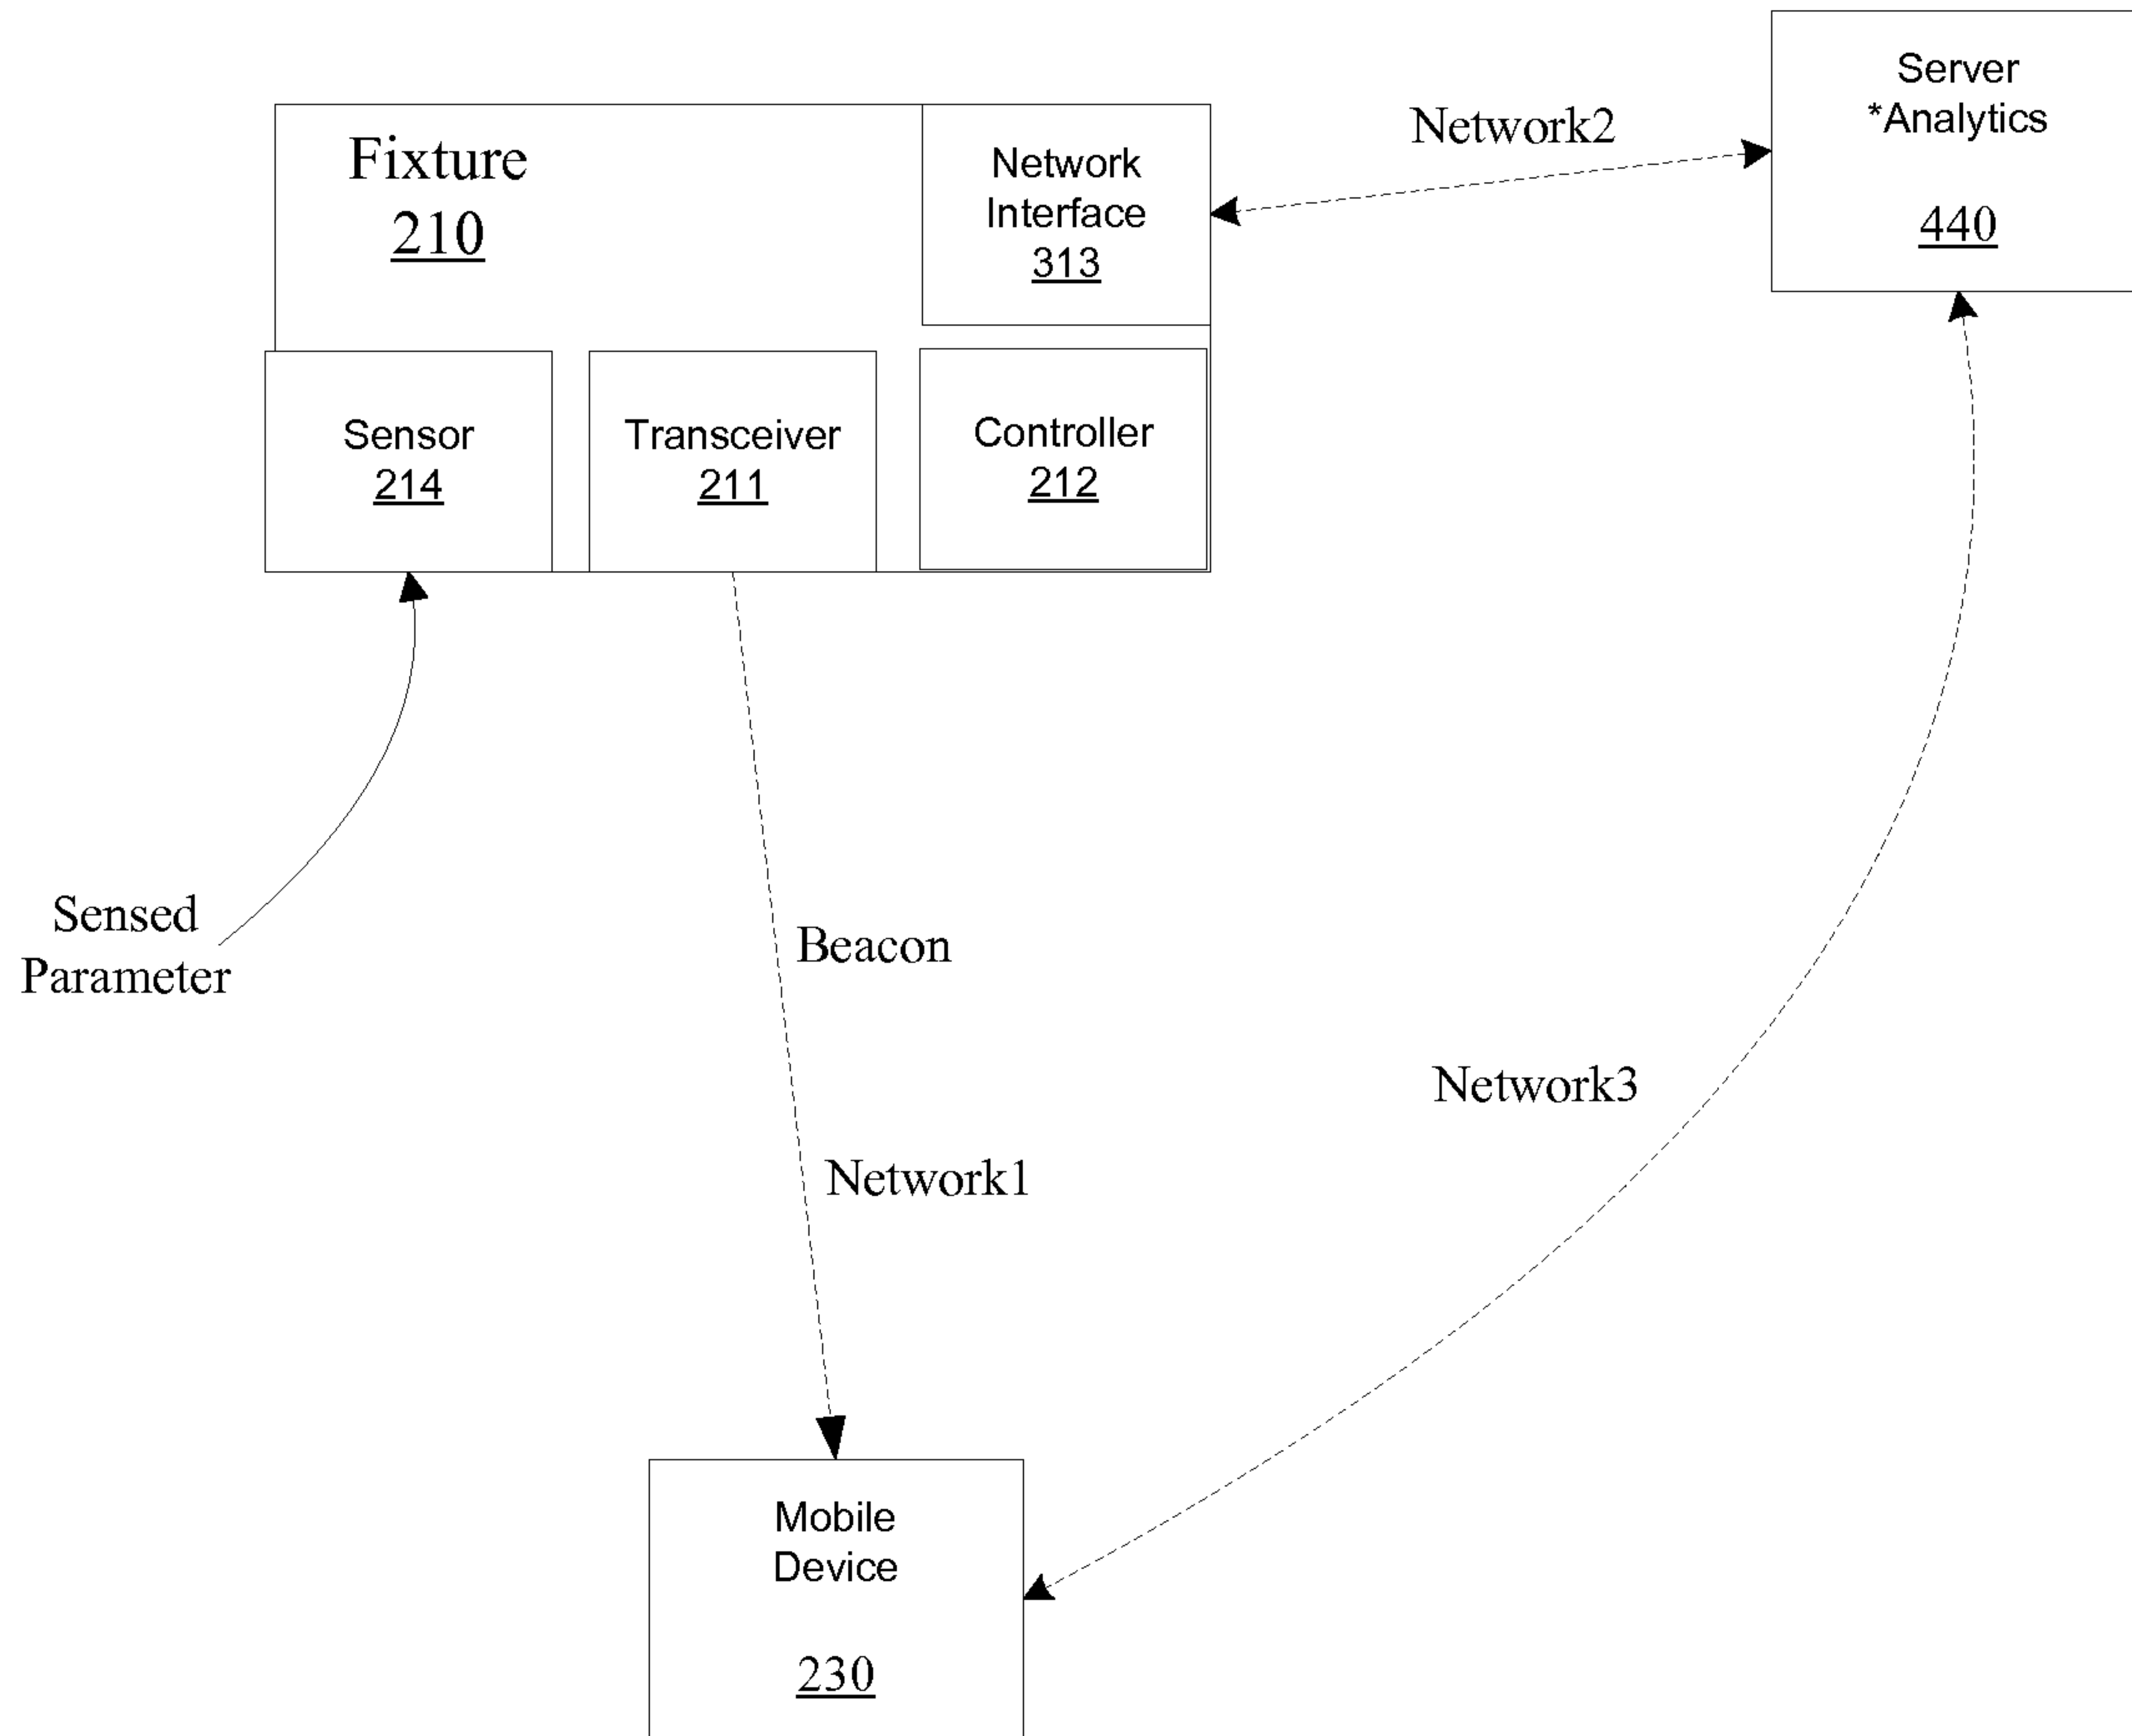 Server
*Analytics
440
Network2
Fixture
210
Network
Interface
313
Sensor
214
Transceiver
211
Controller
212
Sensed
Parameter
Beacon
Network3
Network1
Mobile
Device
230